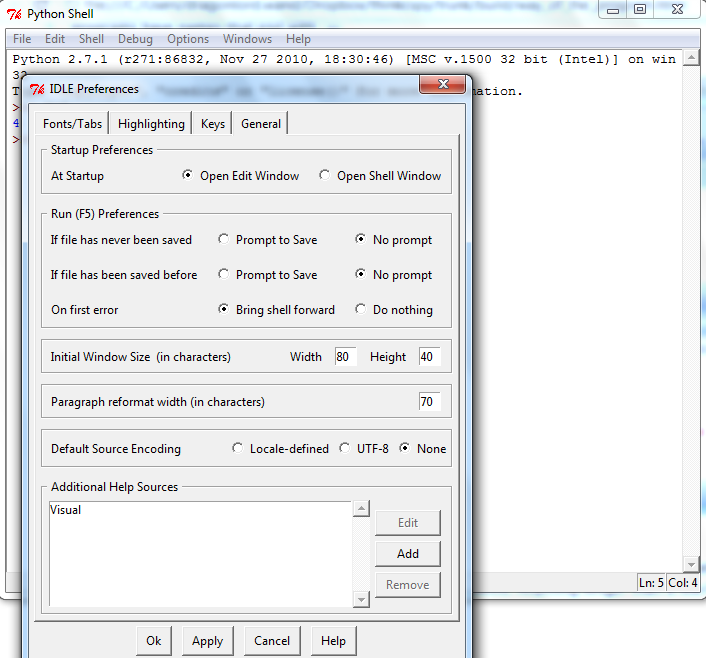 Python Shell
File Edit Shell Debug Options Windows Help
Python 2.7.1 (r271:86832, Nov 27 2010, 18:30:46) [MSC v.1500 32 bit (Intel)] on win
32
IDLE Preferences
mation.
>
4
>
Fonts/Tabs Highlighting Keys General
Startup Preferences
At Startup Open Edit Window Open Shell Window
Run (F5) Preferences
If file has never been saved Prompt to Save No prompt
If file has been saved before Prompt to Save No prompt
On first error Bring shell forward Do nothing
Initial Window Size (in characters) Width 80 Height 40
Paragraph reformat width (in characters) 70
Default Source Encoding Locale-defined UTF-8 None
Additional Help Sources
Visual
Edit
Add
Remove
Ln: 5 Col: 4
Ok Apply Cancel Help